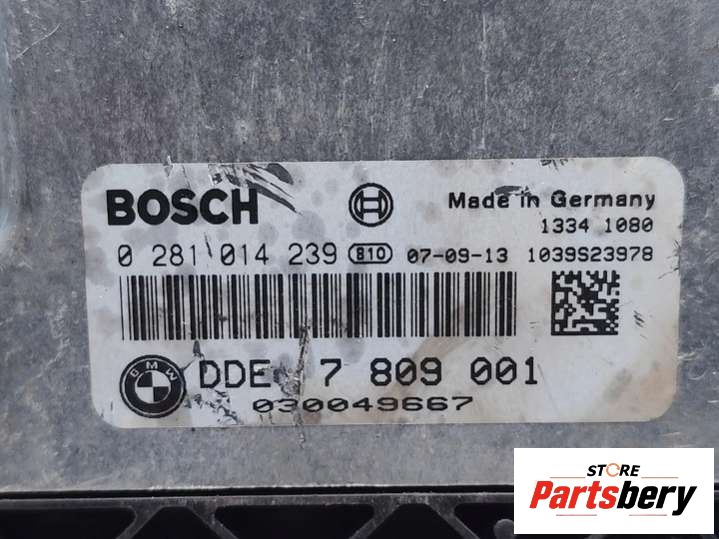 BOSCH
Made in Germany
1334 1080
0 281 014 239 810 07-09-13 1039S23978
BMW
DDE 7 809 001
030049667
STORE
Partsbery